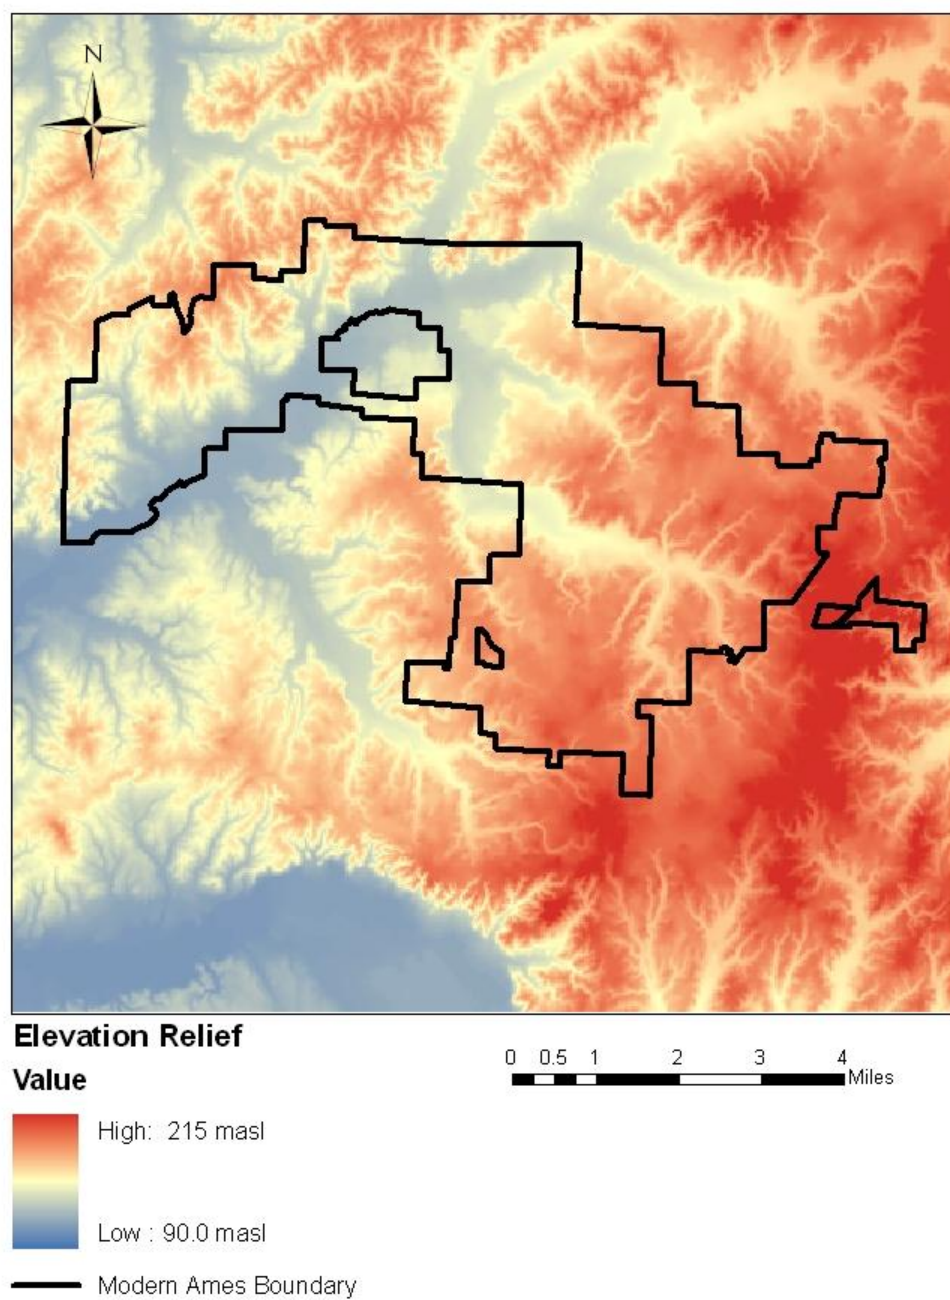 N
Elevation Relief
Value
High: 215 masl
Low : 90.0 masl
Modern Ames Boundary
0 0.5 1 2 3 4
Miles